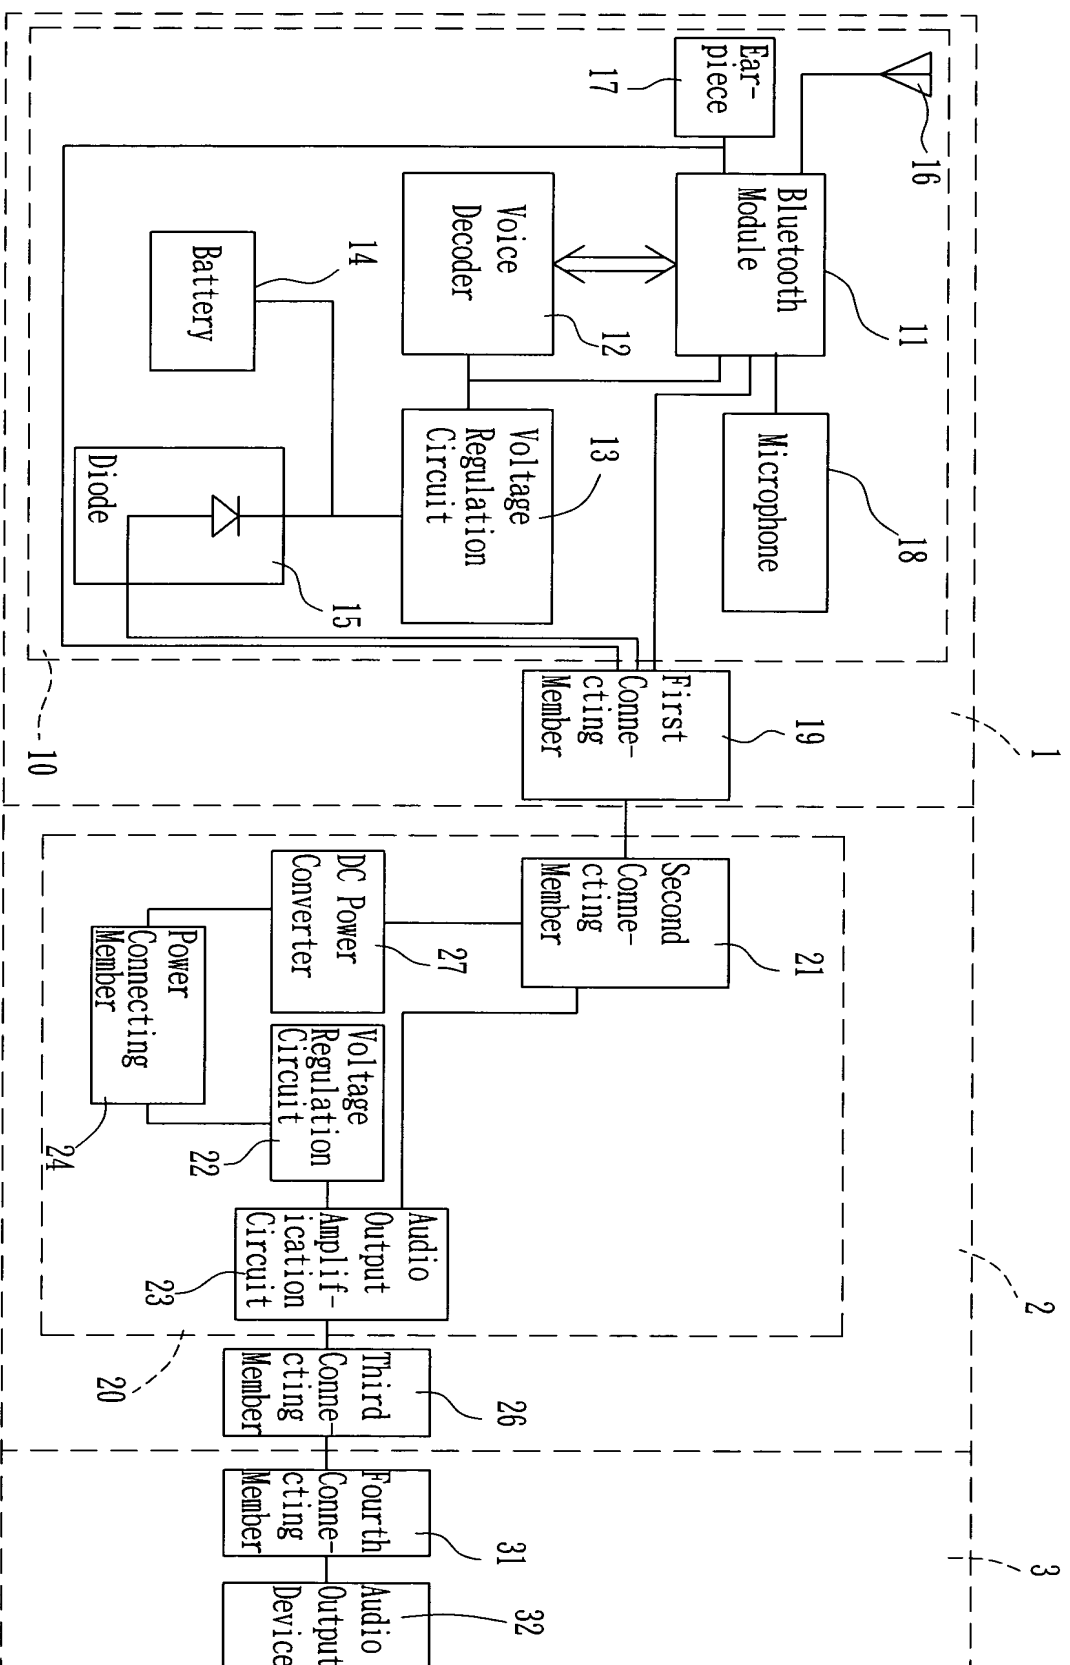 16
17
Ear-
piece
Bluetooth
Module
11
Voice
Decoder
12
14
Battery
Microphone
18
13
Voltage
Regulation
Circuit
Diode
15
10
1
19
First
Conne-
cting
Member
Second
Conne-
cting
Member
21
DC Power
Converter
27
Power
Connecting
Member
24
Voltage
Regulation
Circuit
22
Audio
Output
Amplif-
ication
Circuit
23
20
2
Third
Conne-
cting
Member
26
Fourth
Conne-
cting
Member
31
3
Audio
Output
Device
32